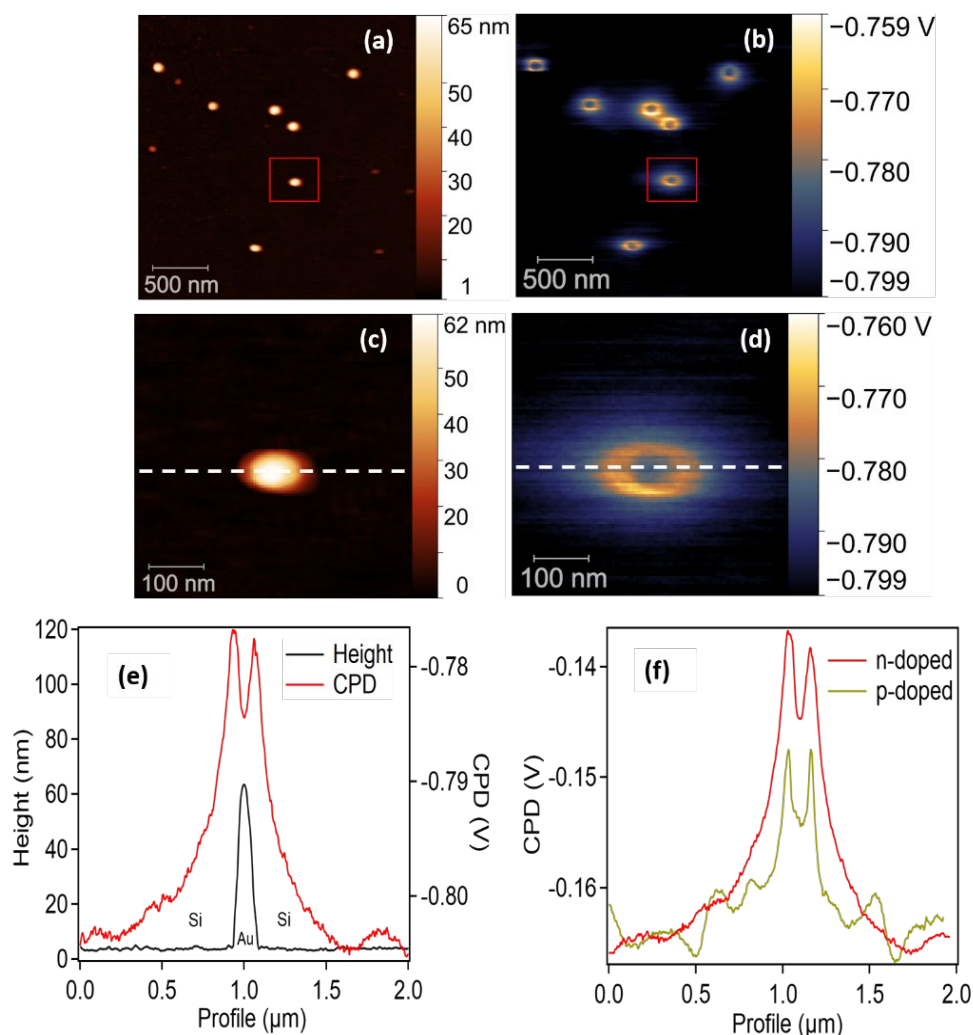 (a)
65 nm
50
40
30
20
1
500 nm
(b)
−0.759 V
−0.770
−0.780
−0.790
−0.799
500 nm
(c)
62 nm
50
40
30
20
0
100 nm
(d)
−0.760 V
−0.770
−0.780
−0.790
−0.799
100 nm
(e)
120
100
80
60
40
20
0
Height (nm)
Height
CPD
-0.78
-0.79
-0.80
CPD
(V)
Si
Au
Si
0.0
0.5
1.0
1.5
2.0
Profile (µm)
(f)
n-doped
p-doped
-0.14
-0.15
-0.16
CPD (V)
0.0
0.5
1.0
1.5
2.0
Profile (µm)